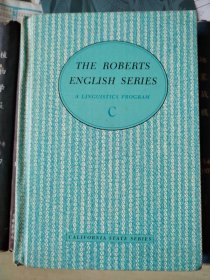 THE ROBERTS
ENGLISH SERIES
A LINGUISTICS PROGRAM
C
CALIFORNIA STATE SERIES